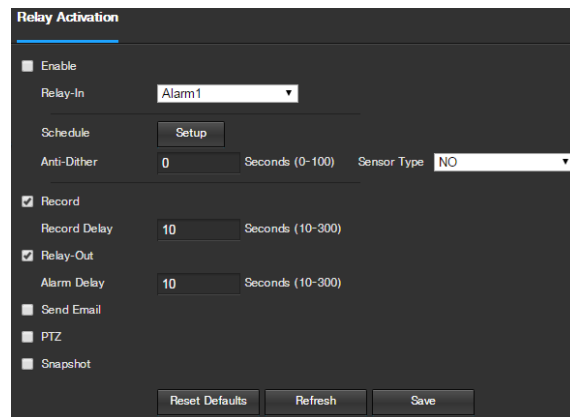 Relay Activation
Enable
Relay-In Alarm1
Schedule Setup
Anti-Dither 0 Seconds (0-100) Sensor Type NO
Record
Record Delay 10 Seconds (10-300)
Relay-Out
Alarm Delay 10 Seconds (10-300)
Send Email
PTZ
Snapshot
Reset Defaults Refresh Save